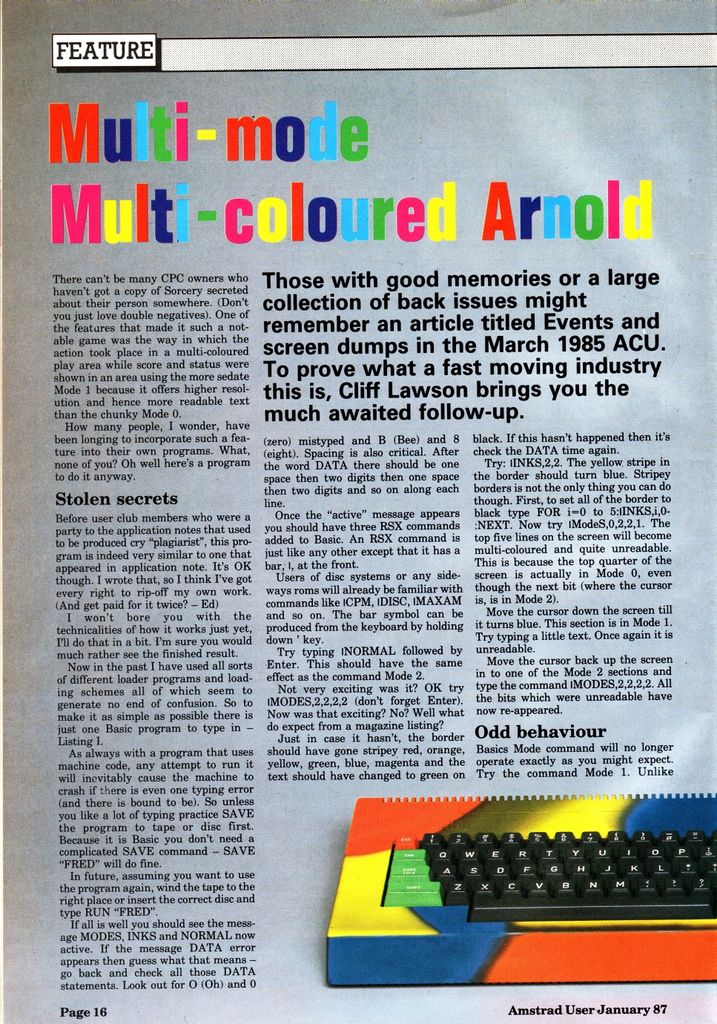 FEATURE
Multi-mode
Multi-coloured Arnold
There can't be many CPC owners who
haven't got a copy of Sorcery secreted
about their person somewhere. (Don't
you just love double negatives). One of
the features that made it such a not-
able game was the way in which the
action took place in a multi-coloured
play area while score and status were
shown in an area using the more sedate
Mode 1 because it offers higher resol-
ution and hence more readable text
than the chunky Mode 0.
How many people, I wonder, have
been longing to incorporate such a fea-
ture into their own programs. What,
none of you? Oh well here's a program
to do it anyway.
Stolen secrets
Before user club members who were a
party to the application notes that used
to be produced cry "plagiarist", this pro-
gram is indeed very similar to one that
appeared in application note. It's OK
though. I wrote that, so I think I've got
every right to rip-off my own work.
(And get paid for it twice? – Ed)
I won't bore you with the
technicalities of how it works just yet,
I'll do that in a bit. I'm sure you would
much rather see the finished result.
Now in the past I have used all sorts
of different loader programs and load-
ing schemes all of which seem to
generate no end of confusion. So to
make it as simple as possible there is
just one Basic program to type in –
Listing I.
As always with a program that uses
machine code, any attempt to run it
will inevitably cause the machine to
crash if there is even one typing error
(and there is bound to be). So unless
you like a lot of typing practice SAVE
the program to tape or disc first.
Because it is Basic you don't need a
complicated SAVE command – SAVE
"FRED" will do fine.
In future, assuming you want to use
the program again, wind the tape to the
right place or insert the correct disc and
type RUN "FRED".
If all is well you should see the mess-
age MODES, INKS and NORMAL now
active. If the message DATA error
appears then guess what that means –
go back and check all those DATA
statements. Look out for O (Oh) and 0
Those with good memories or a large
collection of back issues might
remember an article titled Events and
screen dumps in the March 1985 ACU.
To prove what a fast moving industry
this is, Cliff Lawson brings you the
much awaited follow-up.
(zero) mistyped and B (Bee) and 8
(eight). Spacing is also critical. After
the word DATA there should be one
space then two digits then one space
then two digits and so on along each
line.
Once the "active" message appears
you should have three RSX commands
added to Basic. An RSX command is
just like any other except that it has a
bar, |, at the front.
Users of disc systems or any side-
ways roms will already be familiar with
commands like |CPM, |DISC, |MAXAM
and so on. The bar symbol can be
produced from the keyboard by holding
down ' key.
Try typing |NORMAL followed by
Enter. This should have the same
effect as the command Mode 2.
Not very exciting was it? OK try
|MODES,2,2,2,2 (don't forget Enter).
Now was that exciting? No? Well what
do expect from a magazine listing?
Just in case it hasn't, the border
should have gone stripey red, orange,
yellow, green, blue, magenta and the
text should have changed to green on
black. If this hasn't happened then it's
check the DATA time again.
Try: |INKS,2,2. The yellow stripe in
the border should turn blue. Stripey
borders is not the only thing you can do
though. First, to set all of the border to
black type FOR i=0 to 5:|INKS,i,0-
:NEXT. Now try |ModeS,0,2,2,1. The
top five lines on the screen will become
multi-coloured and quite unreadable.
This is because the top quarter of the
screen is actually in Mode 0, even
though the next bit (where the cursor
is, is in Mode 2).
Move the cursor down the screen till
it turns blue. This section is in Mode 1.
Try typing a little text. Once again it is
unreadable.
Move the cursor back up the screen
in to one of the Mode 2 sections and
type the command |MODES,2,2,2,2. All
the bits which were unreadable have
now re-appeared.
Odd behaviour
Basics Mode command will no longer
operate exactly as you might expect.
Try the command Mode 1. Unlike
ESC
TAB
CAPS
SHIFT
Q W E R T Y U I O P
A S D F G H J K L
Z X C V B N M
Page 16
Amstrad User January 87